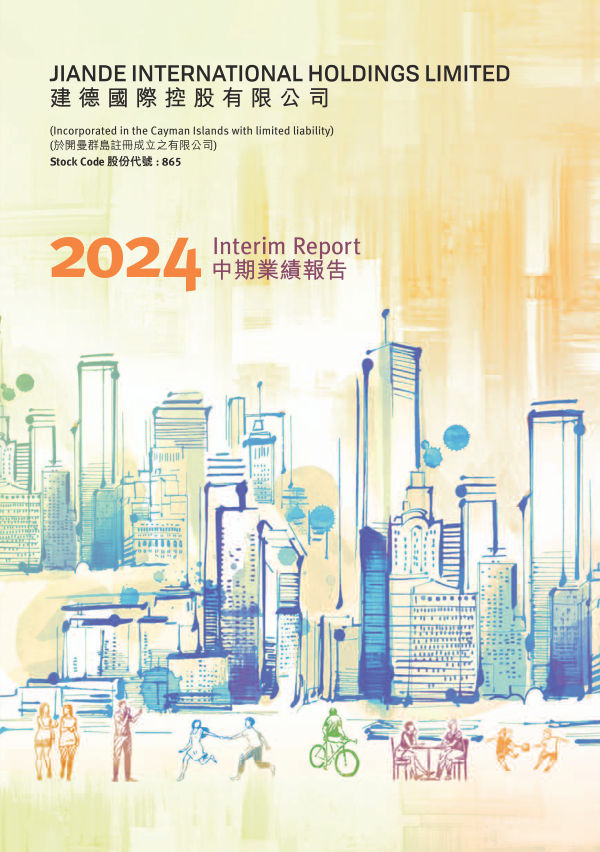 JIANDE INTERNATIONAL HOLDINGS LIMITED
建德國際控股有限公司
(Incorporated in the Cayman Islands with limited liability)
(於開曼群島註冊成立之有限公司)
Stock Code 股份代號 : 865
2024 Interim Report
中期業績報告